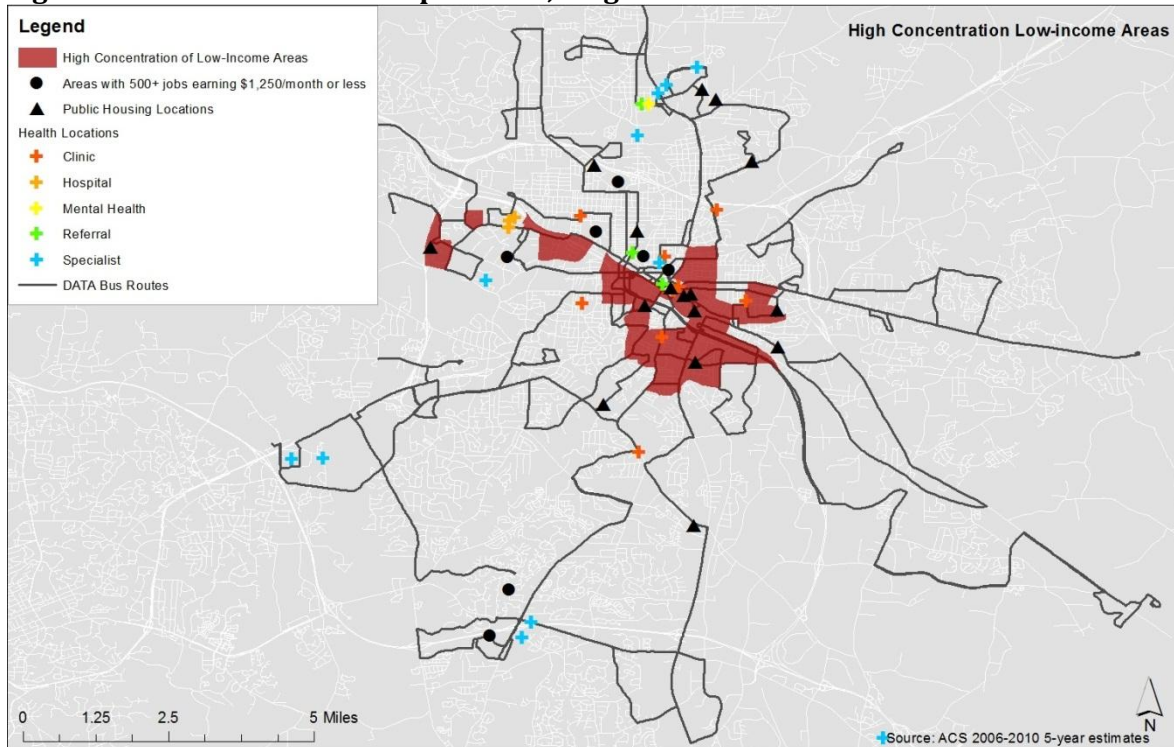 Legend
High Concentration of Low-Income Areas
Areas with 500+ jobs earning $1,250/month or less
Public Housing Locations
Health Locations
Clinic
Hospital
Mental Health
Referral
Specialist
DATA Bus Routes
High Concentration Low-income Areas
0 1.25 2.5 5 Miles
N
Source: ACS 2006-2010 5-year estimates